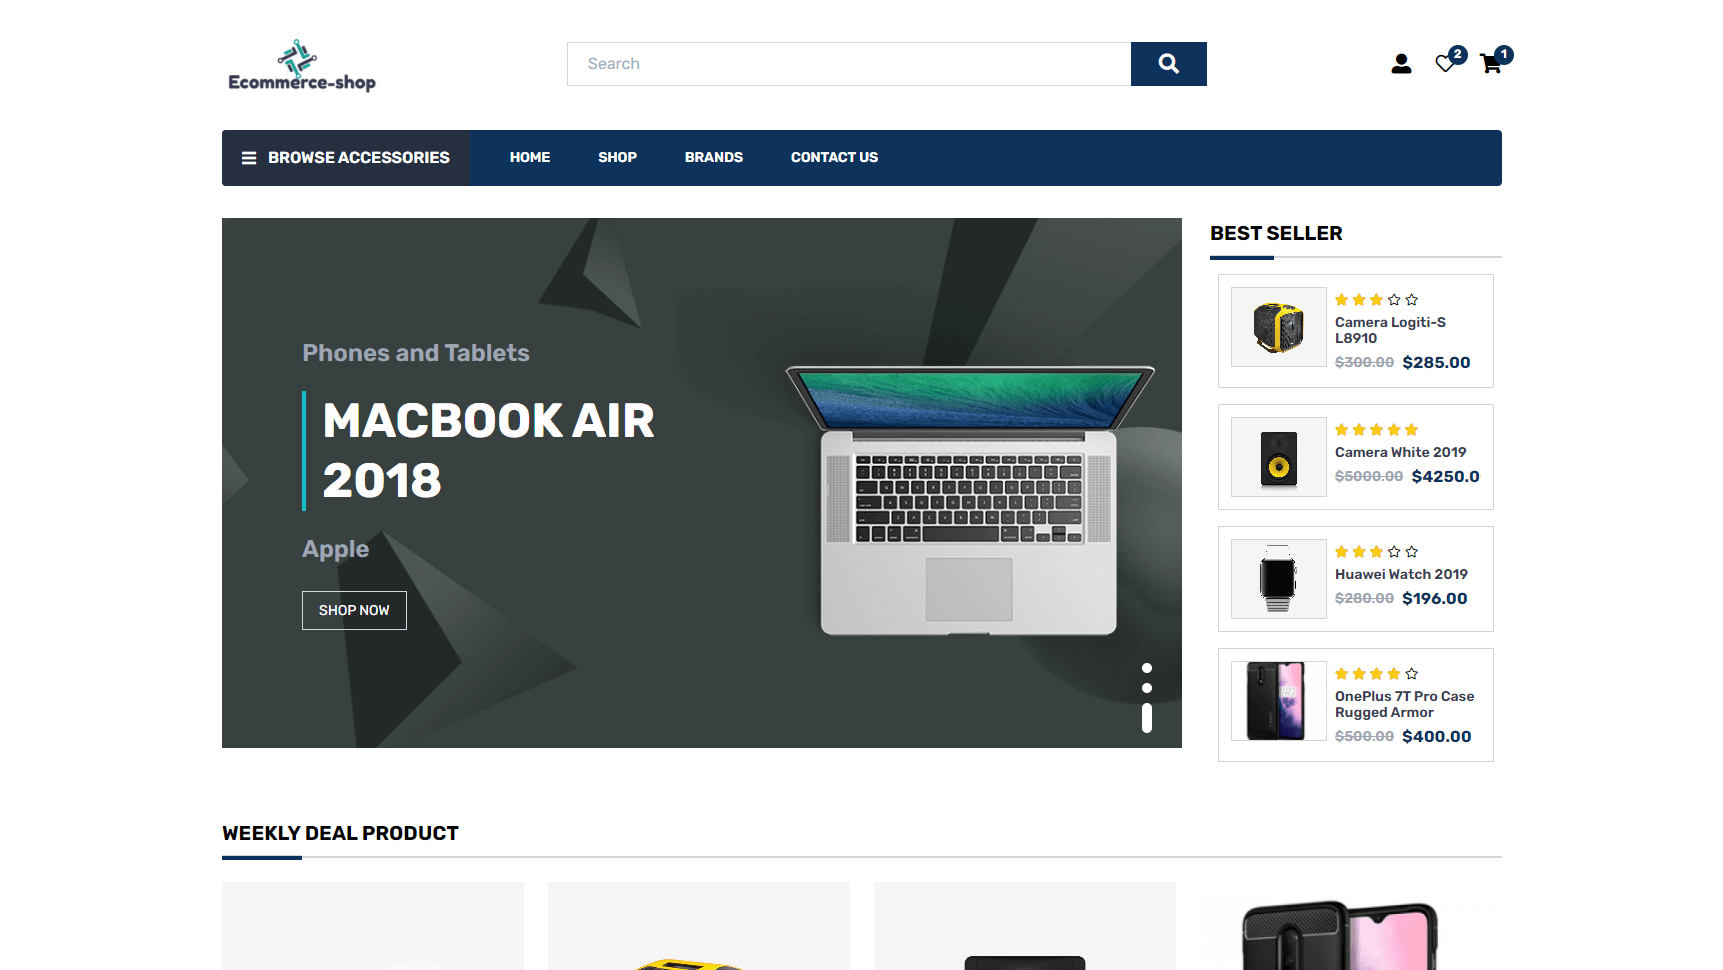 Ecommerce-shop
Search
2
1
BROWSE ACCESSORIES
HOME
SHOP
BRANDS
CONTACT US
Phones and Tablets
MACBOOK AIR
2018
Apple
SHOP NOW
BEST SELLER
Camera Logiti-S
L8910
$300.00 $285.00
Camera White 2019
$5000.00 $4250.0
Huawei Watch 2019
$280.00 $196.00
OnePlus 7T Pro Case
Rugged Armor
$500.00 $400.00
WEEKLY DEAL PRODUCT